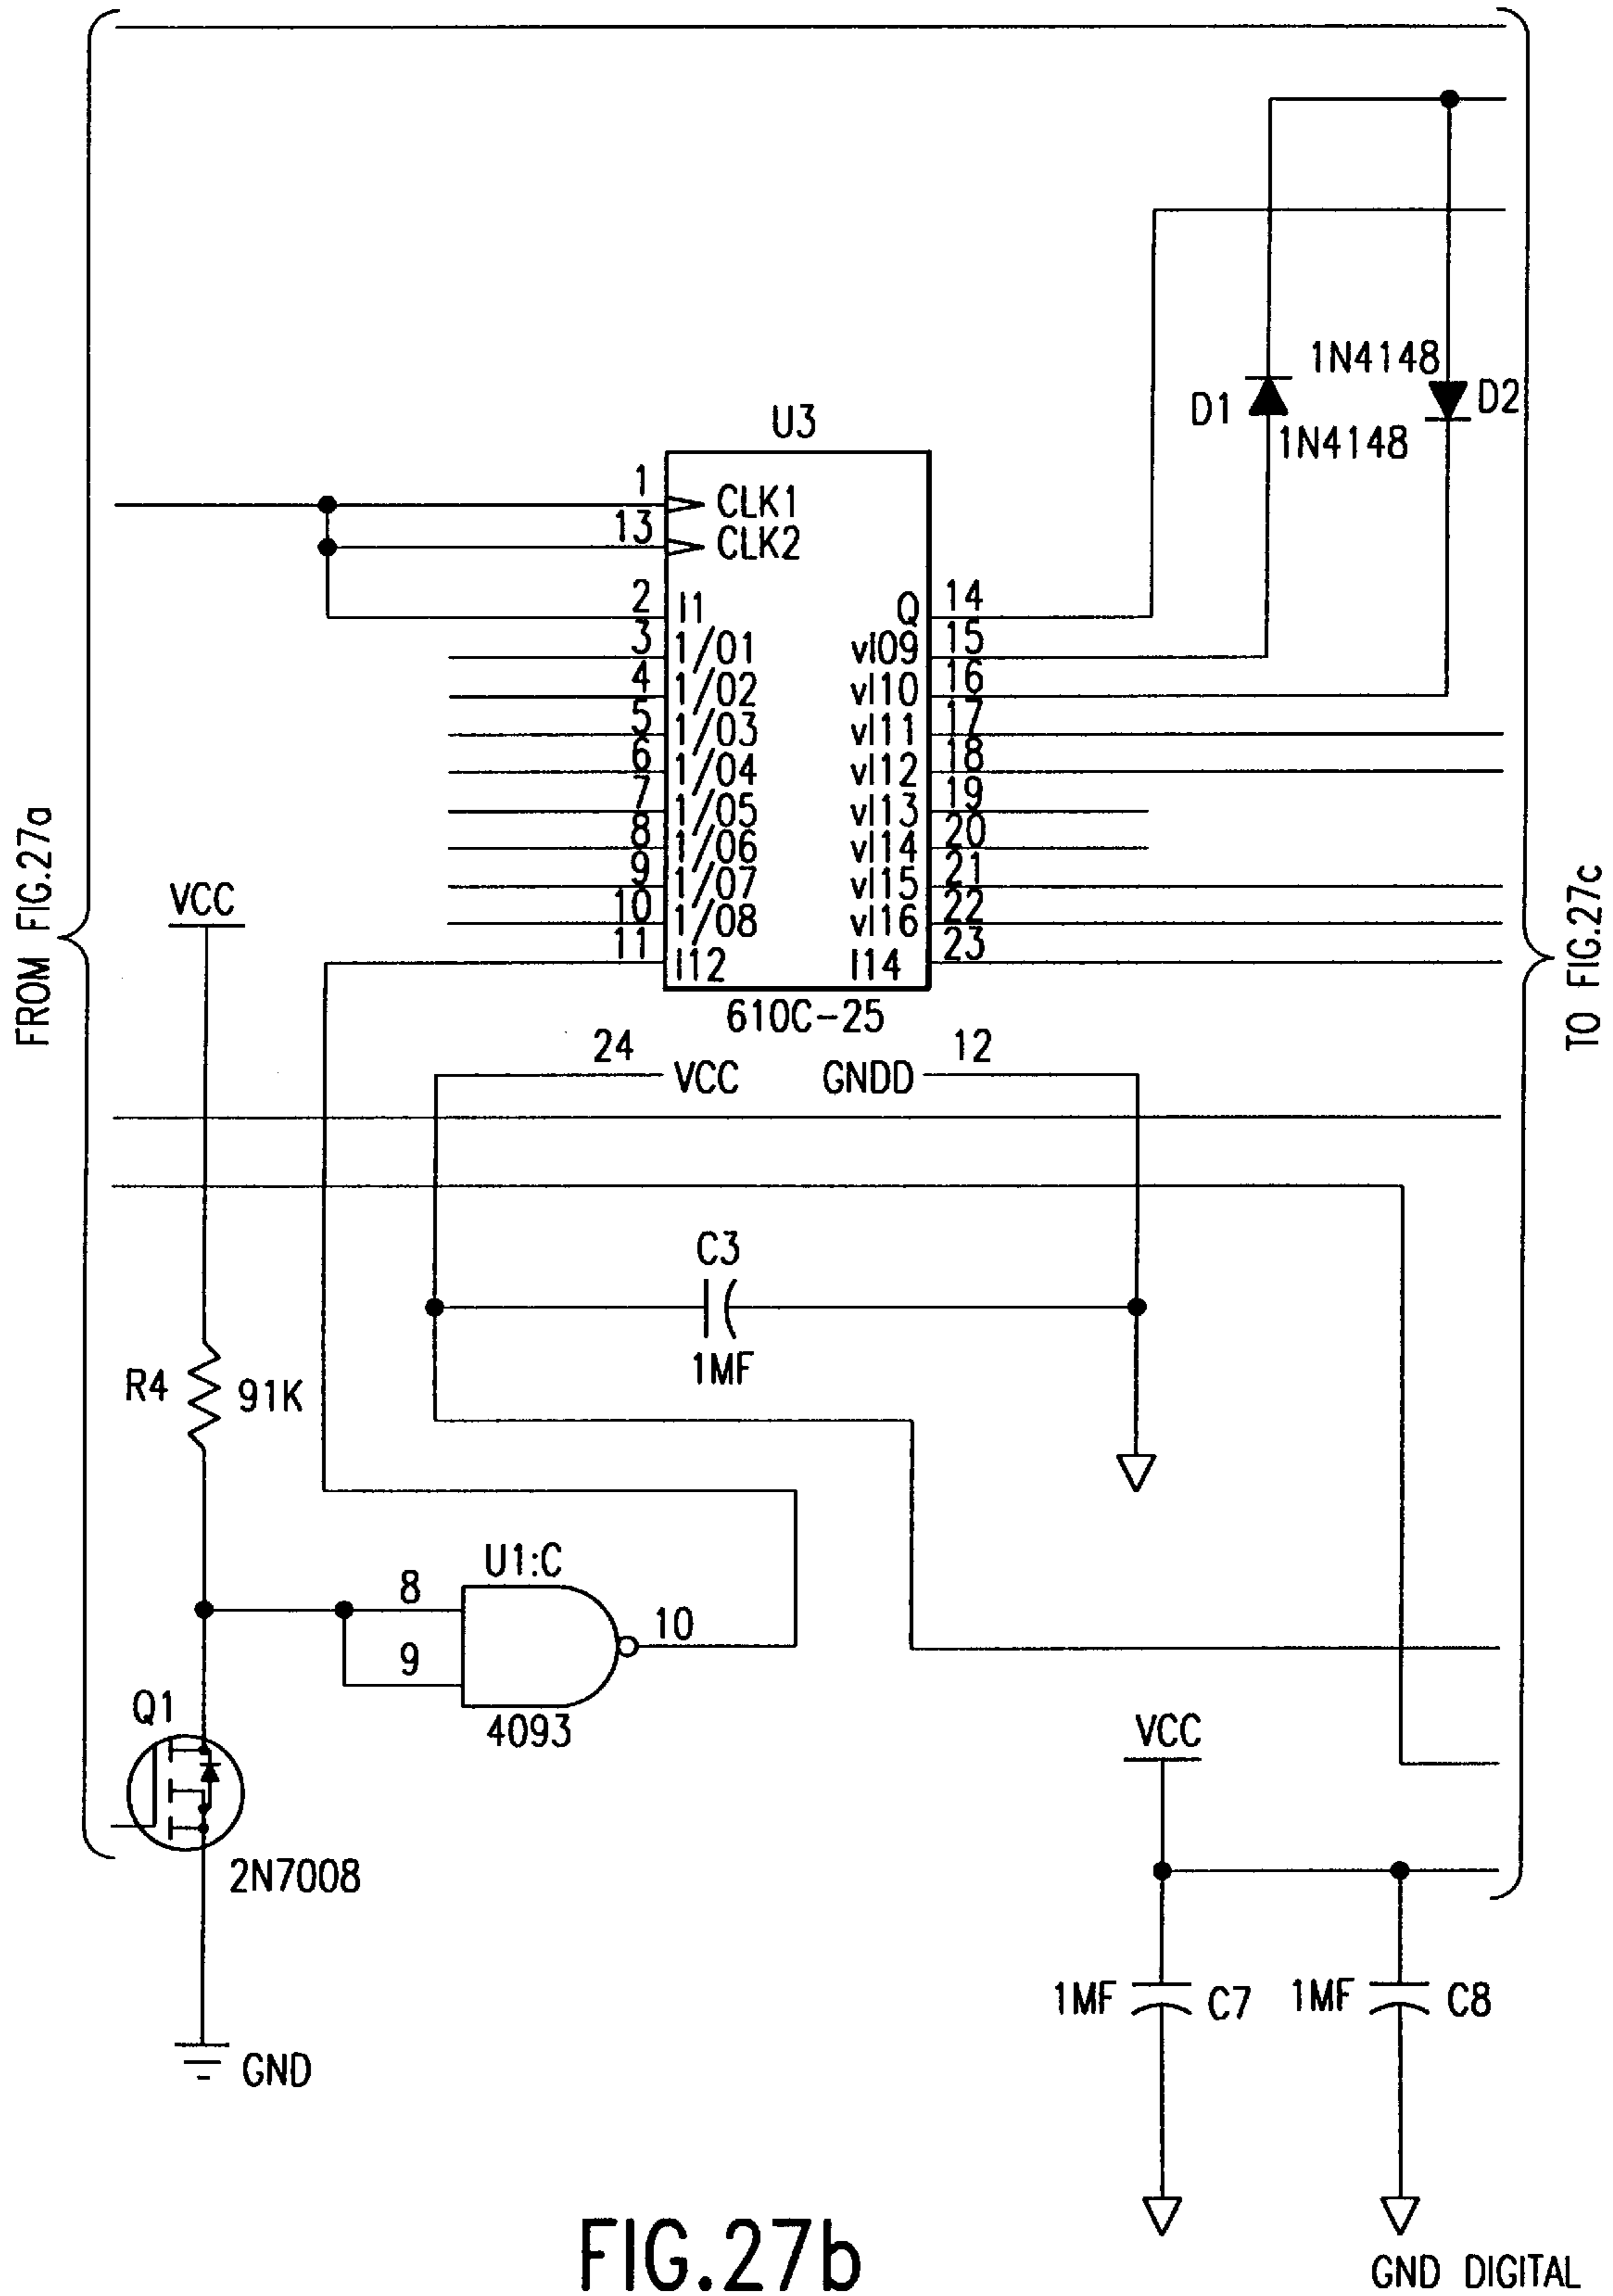 1N4148
D2
D1
1N4148
U3
1 CLK1
13 CLK2
2 I1 Q 14
3 1/01 vI09 15
4 1/02 vI10 16
5 1/03 vI11 17
6 1/04 vI12 18
7 1/05 vI13 19
8 1/06 vI14 20
9 1/07 vI15 21
10 1/08 vI16 22
11 I12 I14 23
610C-25
FROM FIG.27a
TO FIG.27c
VCC
24 VCC GNDD 12
C3
1MF
R4 91K
U1:C
8
9
10
4093
Q1
2N7008
GND
VCC
1MF C7
1MF C8
GND DIGITAL
FIG.27b